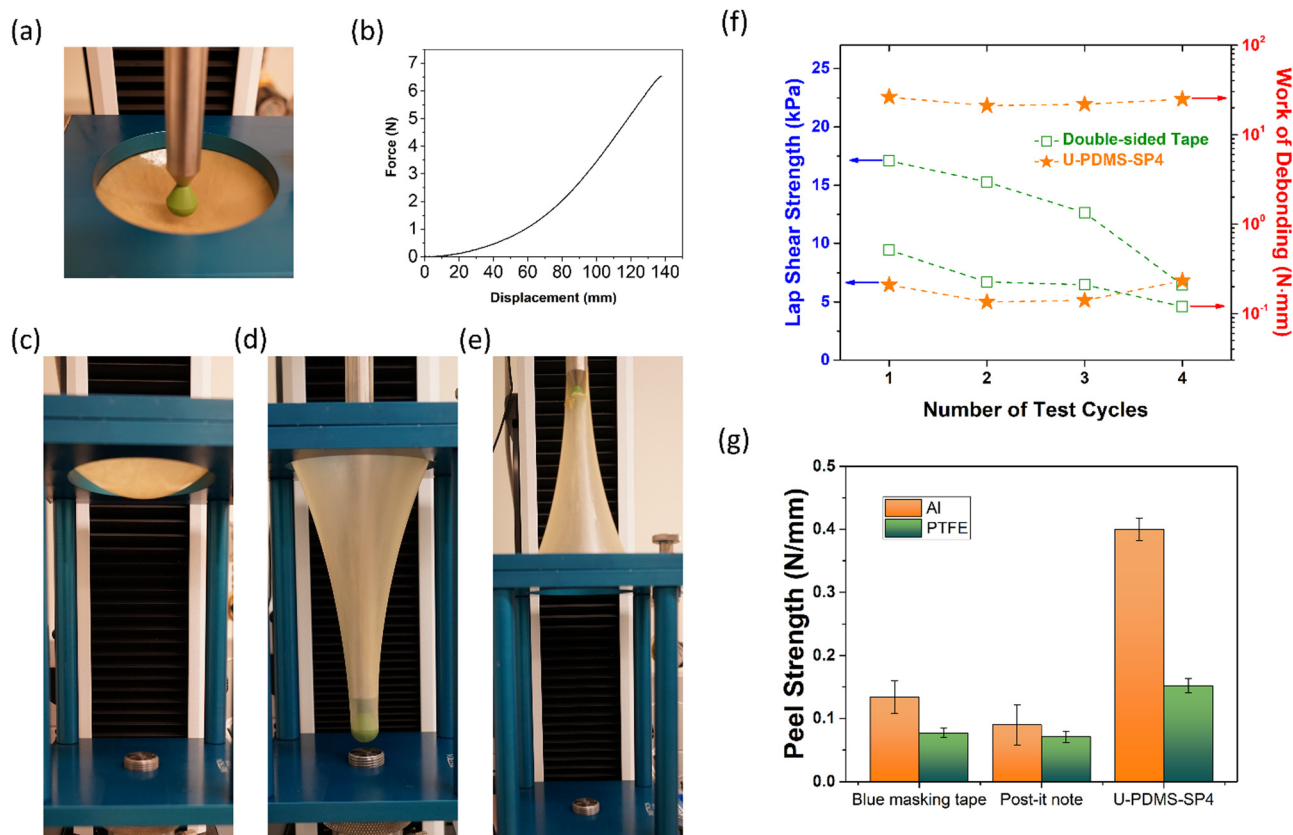 (a)
(b)
Force (N)
7
6
5
4
3
2
1
0
0
20
40
60
80
100
120
140
Displacement (mm)
(c)
(d)
(e)
(f)
Lap Shear Strength (kPa)
25
20
15
10
5
0
Double-sided Tape
U-PDMS-SP4
10²
10¹
10⁰
10⁻¹
Work of Debonding (N·mm)
1
2
3
4
Number of Test Cycles
(g)
Peel Strength (N/mm)
0.5
0.4
0.3
0.2
0.1
0.0
Al
PTFE
Blue masking tape
Post-it note
U-PDMS-SP4